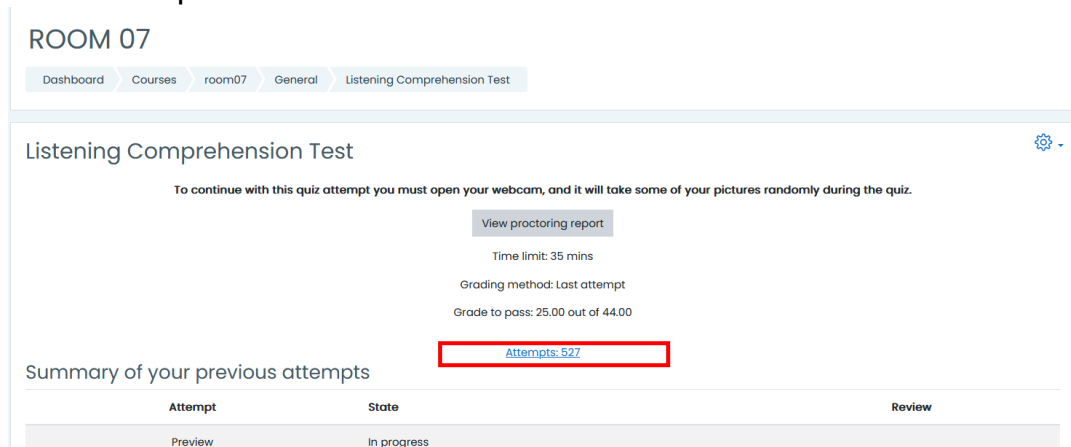 ROOM 07
Dashboard Courses room07 General Listening Comprehension Test
Listening Comprehension Test
To continue with this quiz attempt you must open your webcam, and it will take some of your pictures randomly during the quiz.
View proctoring report
Time limit: 35 mins
Grading method: Last attempt
Grade to pass: 25.00 out of 44.00
Attempts: 527
Summary of your previous attempts
Attempt State Review
Preview In progress